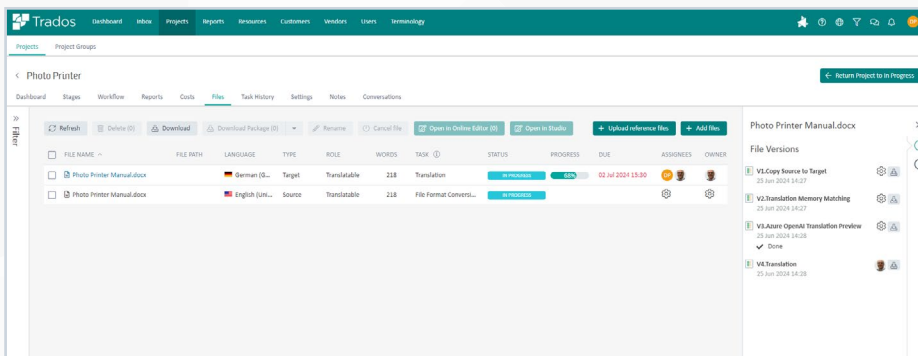 Trados Dashboard Inbox Projects Reports Resources Customers Vendors Users Terminology DP
Projects Project Groups
Photo Printer
Return Project to In Progress
Dashboard Stages Workflow Reports Costs Files Task History Settings Notes Conversations
Filter
Refresh Delete (0) Download Download Package (0) Rename Cancel file Open in Online Editor (0) Open in Studio + Upload reference files + Add files
FILE NAME FILE PATH LANGUAGE TYPE ROLE WORDS TASK STATUS PROGRESS DUE ASSIGNEES OWNER
Photo Printer Manual.docx German (G... Target Translatable 218 Translation IN PROGRESS 68% 02 Jul 2024 15:30 DP
Photo Printer Manual.docx English (Uni... Source Translatable 218 File Format Conversi... IN PROGRESS
Photo Printer Manual.docx
File Versions
V1.Copy Source to Target
23 Jun 2024 14:27
V2.Translation Memory Matching
25 Jun 2024 14:27
V3.Azure OpenAI Translation Preview
25 Jun 2024 14:28
Done
V4.Translation
25 Jun 2024 14:28